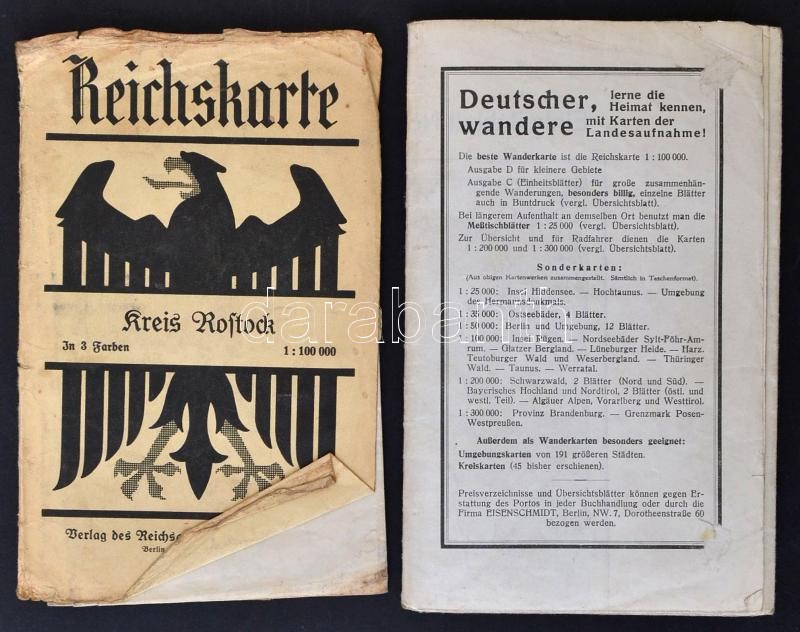 Reichskarte
Kreis Rostock
In 3 Farben
1 : 100 000
Verlag des Reichs
Berlin
Deutscher, lerne die
Heimat kennen,
wandere mit Karten der
Landesaufnahme!
Die beste Wanderkarte ist die Reichskarte 1 : 100 000.
Ausgabe D für kleinere Gebiete
Ausgabe C (Einheitsblätter) für große zusammenhän-
gende Wanderungen, besonders billig, einzelne Blätter
auch in Buntdruck (vergl. Übersichtsblatt).
Bei längerem Aufenthalt an demselben Ort benutzt man die
Meßtischblätter 1 : 25 000 (vergl. Übersichtsblatt).
Zur Übersicht und für Radfahrer dienen die Karten
1 : 200 000 und 1 : 300 000 (vergl. Übersichtsblatt).
Sonderkarten:
(Aus obigen Kartenwerken zusammengestellt. Sämtlich in Taschenformat).
1 : 25 000: Insel Hiddensee. — Hochtaunus. — Umgebung
des Hermannsdenkmals.
1 : 35 000: Ostseebäder, 4 Blätter.
1 : 50 000: Berlin und Umgebung, 12 Blätter.
1 : 100 000: Insel Rügen. — Nordseebäder Sylt-Föhr-Am-
rum. — Glatzer Bergland. — Lüneburger Heide. — Harz.
Teutoburger Wald und Weserbergland. — Thüringer
Wald. — Taunus. — Werratal.
1 : 200 000: Schwarzwald, 2 Blätter (Nord und Süd). —
Bayerisches Hochland und Nordtirol, 2 Blätter (östl. und
westl. Teil). — Algäuer Alpen, Vorarlberg und Westtirol.
1 : 300 000: Provinz Brandenburg. — Grenzmark Posen-
Westpreußen.
Außerdem als Wanderkarten besonders geeignet:
Umgebungskarten von 191 größeren Städten.
Kreiskarten (45 bisher erschienen).
Preisverzeichnisse und Übersichtsblätter können gegen Er-
stattung des Portos in jeder Buchhandlung oder durch die
Firma EISENSCHMIDT, Berlin, NW. 7, Dorotheenstraße 60
bezogen werden.
darabanth